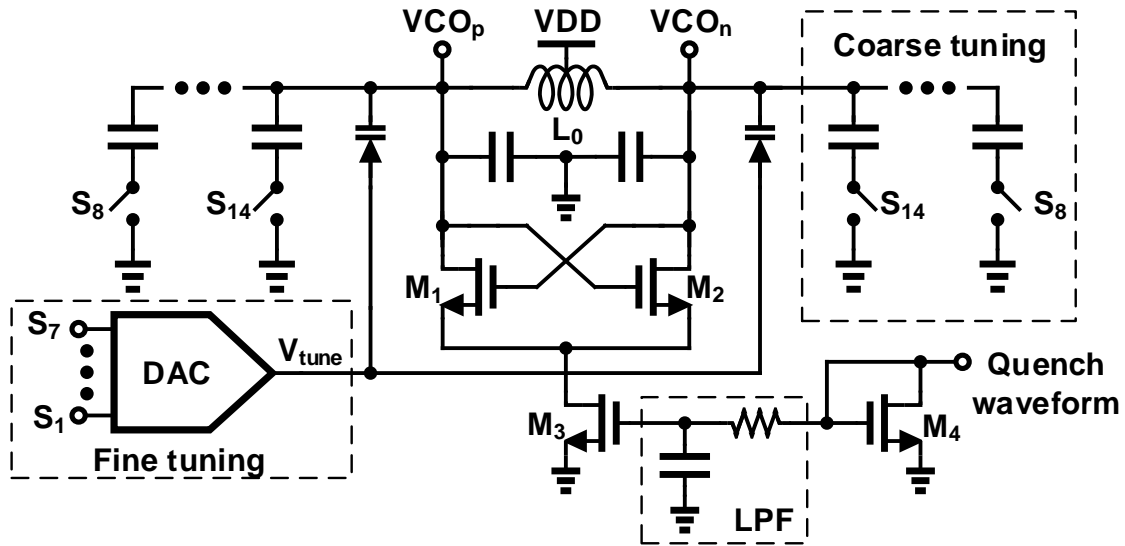 VCOp VDD VCOn
Coarse tuning
L0
S8 S14 S14 S8
M1 M2
S7
DAC
Vtune
S1
Fine tuning
M3
M4
Quench
waveform
LPF